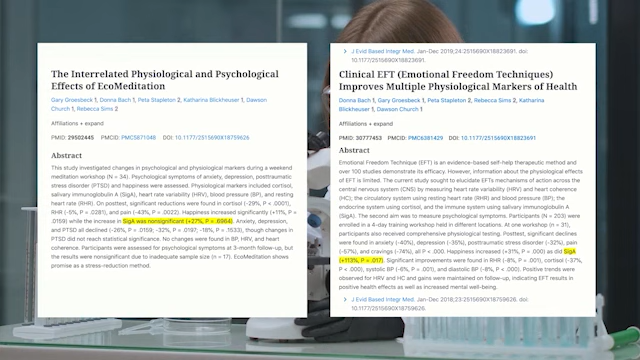 The Interrelated Physiological and Psychological
Effects of EcoMeditation
Gary Groesbeck 1, Donna Bach 1, Peta Stapleton 2, Katharina Blickheuser 1, Dawson
Church 1, Rebecca Sims 2
Affiliations + expand
PMID: 29502445 PMCID: PMC5871048 DOI: 10.1177/2515690X18759626
Abstract
This study investigated changes in psychological and physiological markers during a weekend
meditation workshop (N = 34). Psychological symptoms of anxiety, depression, posttraumatic
stress disorder (PTSD) and happiness were assessed. Physiological markers included cortisol,
salivary immunoglobulin A (SigA), heart rate variability (HRV), blood pressure (BP), and resting
heart rate (RHR). On posttest, significant reductions were found in cortisol (-29%, P < .0001),
RHR (-5%, P = .0281), and pain (-43%, P = .0022). Happiness increased significantly (+11%, P =
.0159) while the increase in SigA was nonsignificant (+27%, P = .6964). Anxiety, depression,
and PTSD all declined (-26%, P = .0159; -32%, P = .0197; -18%, P = .1533), though changes in
PTSD did not reach statistical significance. No changes were found in BP, HRV, and heart
coherence. Participants were assessed for psychological symptoms at 3-month follow-up, but
the results were nonsignificant due to inadequate sample size (n = 17). EcoMeditation shows
promise as a stress-reduction method.
J Evid Based Integr Med. Jan-Dec 2019;24:2515690X18823691. doi:
10.1177/2515690X18823691.
Clinical EFT (Emotional Freedom Techniques)
Improves Multiple Physiological Markers of Health
Donna Bach 1, Gary Groesbeck 1, Peta Stapleton 2, Rebecca Sims 2, Katharina
Blickheuser 1, Dawson Church 1
Affiliations + expand
PMID: 30777453 PMCID: PMC6381429 DOI: 10.1177/2515690X18823691
Abstract
Emotional Freedom Technique (EFT) is an evidence-based self-help therapeutic method and
over 100 studies demonstrate its efficacy. However, information about the physiological effects
of EFT is limited. The current study sought to elucidate EFTs mechanisms of action across the
central nervous system (CNS) by measuring heart rate variability (HRV) and heart coherence
(HC); the circulatory system using resting heart rate (RHR) and blood pressure (BP); the
endocrine system using cortisol, and the immune system using salivary immunoglobulin A
(SigA). The second aim was to measure psychological symptoms. Participants (N = 203) were
enrolled in a 4-day training workshop held in different locations. At one workshop (n = 31),
participants also received comprehensive physiological testing. Posttest, significant declines
were found in anxiety (-40%), depression (-35%), posttraumatic stress disorder (-32%), pain
(-57%), and cravings (-74%), all P < .000. Happiness increased (+31%, P = .000) as did SigA
(+113%, P = .017). Significant improvements were found in RHR (-8%, P = .001), cortisol (-37%,
P < .000), systolic BP (-6%, P = .001), and diastolic BP (-8%, P < .000). Positive trends were
observed for HRV and HC and gains were maintained on follow-up, indicating EFT results in
positive health effects as well as increased mental well-being.
J Evid Based Integr Med. Jan-Dec 2018;23:2515690X18759626. doi:
10.1177/2515690X18759626.